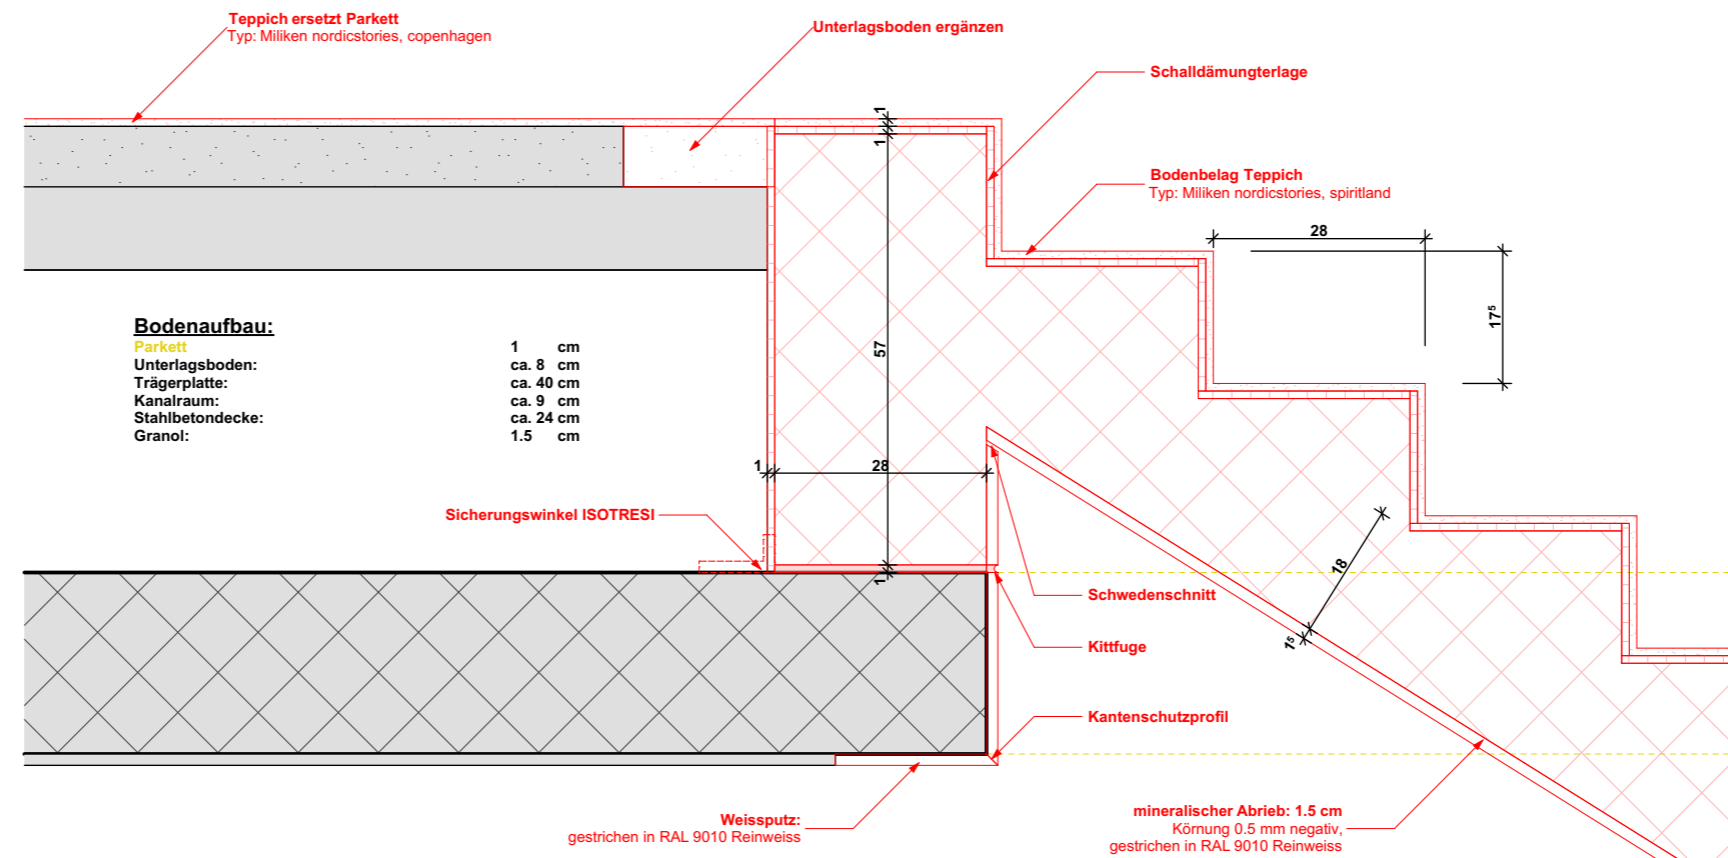 Teppich ersetzt Parkett
Typ: Miliken nordicstories, copenhagen
Unterlagsboden ergänzen
Schalldämungterlage
Bodenbelag Teppich
Typ: Miliken nordicstories, spiritland
1
1
28
17⁵
57
Bodenaufbau:
Parkett 1 cm
Unterlagsboden: ca. 8 cm
Trägerplatte: ca. 40 cm
Kanalraum: ca. 9 cm
Stahlbetondecke: ca. 24 cm
Granol: 1.5 cm
1
28
Sicherungswinkel ISOTRESI
1
18
1⁵
Schwedenschnitt
Kittfuge
Kantenschutzprofil
Weissputz:
gestrichen in RAL 9010 Reinweiss
mineralischer Abrieb: 1.5 cm
Körnung 0.5 mm negativ,
gestrichen in RAL 9010 Reinweiss